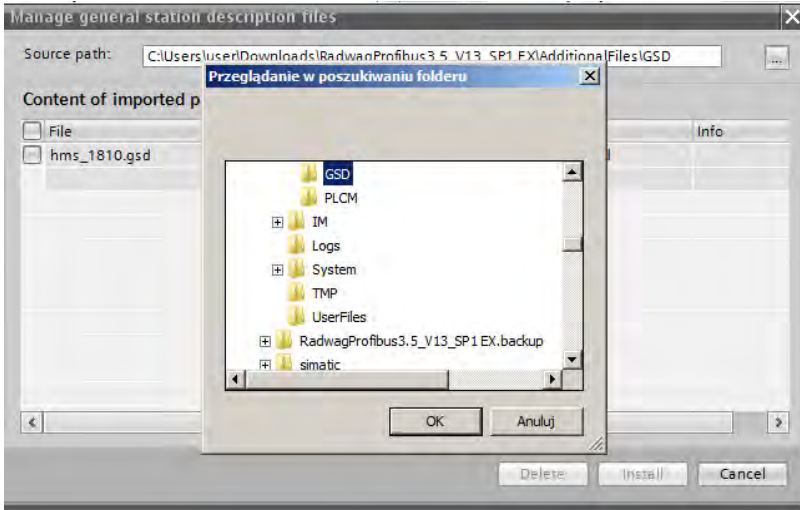 Manage general station description files
Source path: C:\Users\user\Downloads\RadwagProfibus3.5_V13_SP1 EX\AdditionalFiles\GSD ...
Przeglądanie w poszukiwaniu folderu
Content of imported p
File Info
hms_1810.gsd
GSD
PLCM
IM
Logs
System
TMP
UserFiles
RadwagProfibus3.5_V13_SP1 EX.backup
simatic
OK Anuluj
Delete Install Cancel